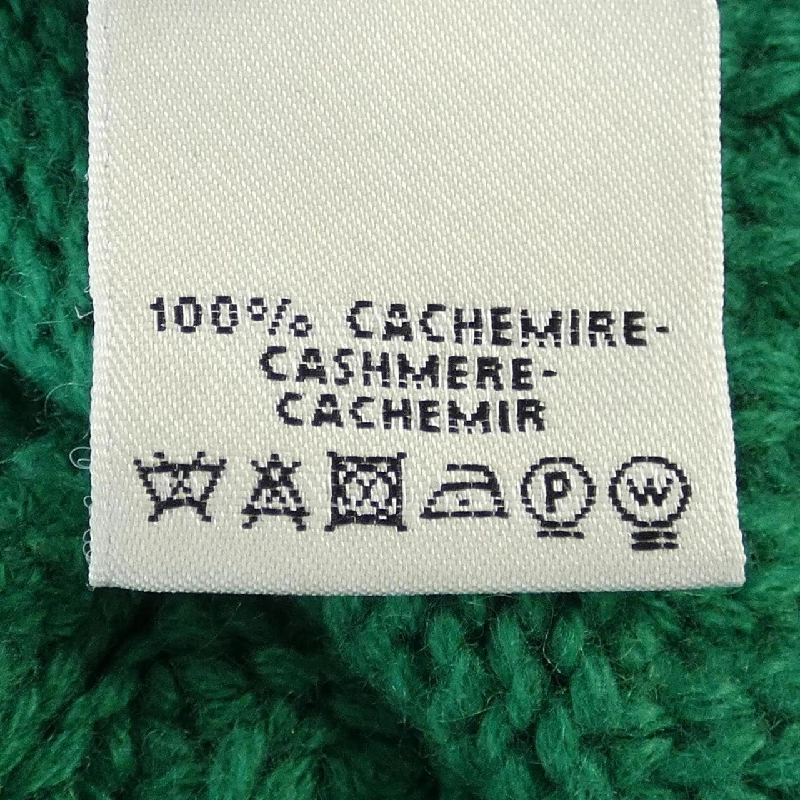 100% CACHEMIRE-
CASHMERE-
CACHEMIR
P W